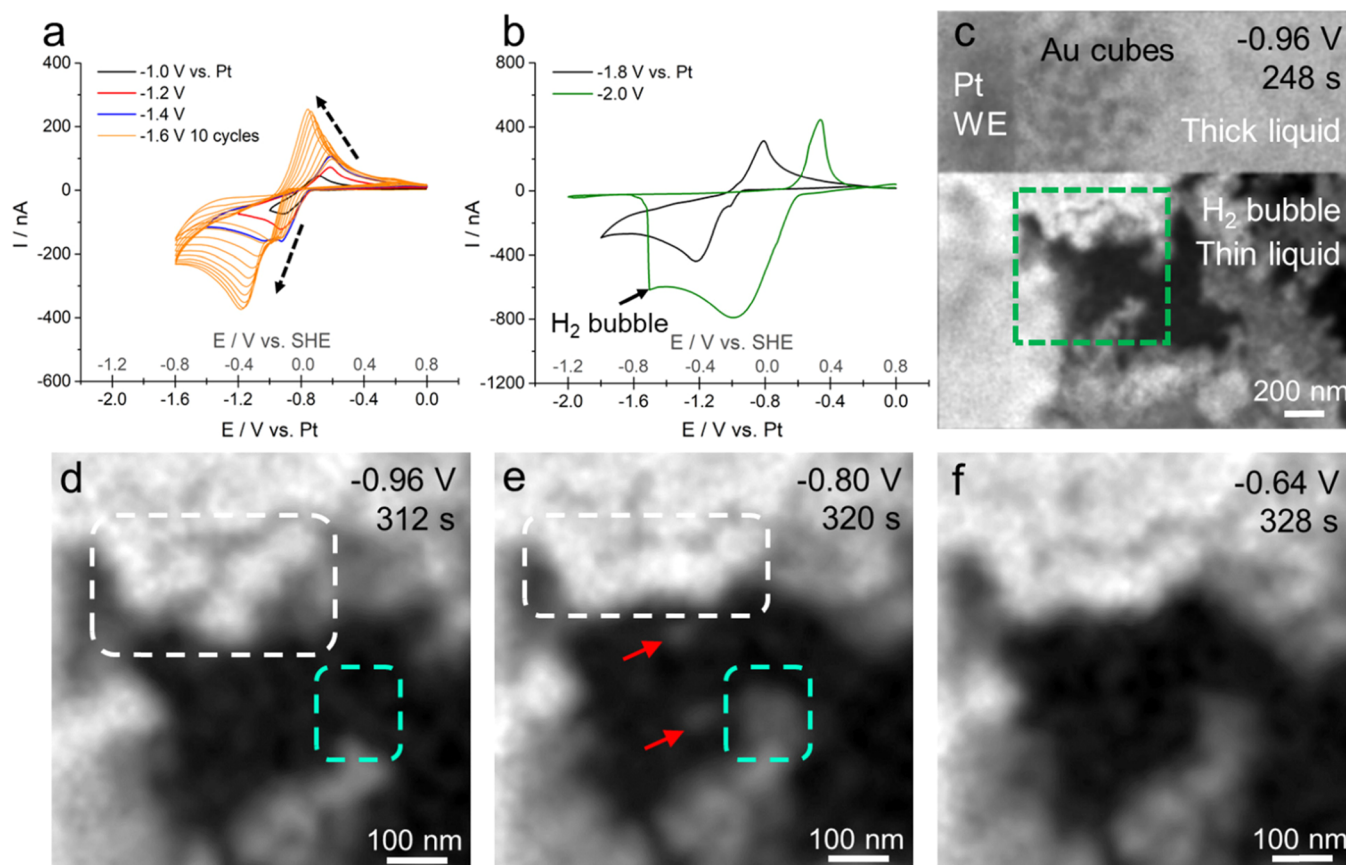 a
400
200
0
-200
-400
-600
I / nA
-1.0 V vs. Pt
-1.2 V
-1.4 V
-1.6 V 10 cycles
E / V vs. SHE
-1.2 -0.8 -0.4 0.0 0.4 0.8
-2.0 -1.6 -1.2 -0.8 -0.4 0.0
E / V vs. Pt
b
800
400
0
-400
-800
-1200
I / nA
-1.8 V vs. Pt
-2.0 V
H2 bubble
E / V vs. SHE
-1.2 -0.8 -0.4 0.0 0.4 0.8
-2.0 -1.6 -1.2 -0.8 -0.4 0.0
E / V vs. Pt
c
Au cubes
-0.96 V
248 s
Pt
WE
Thick liquid
H2 bubble
Thin liquid
200 nm
d
-0.96 V
312 s
100 nm
e
-0.80 V
320 s
100 nm
f
-0.64 V
328 s
100 nm